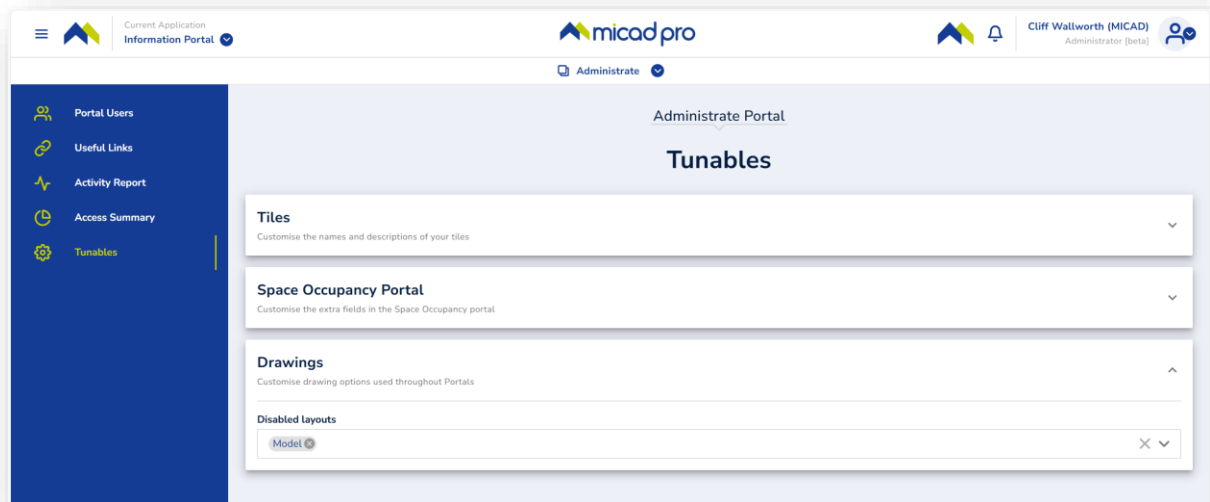 Current Application
Information Portal
micad pro
Cliff Wallworth (MICAD)
Administrator [beta]
Administrate
Portal Users
Useful Links
Activity Report
Access Summary
Tunables
Administrate Portal
Tunables
Tiles
Customise the names and descriptions of your tiles
Space Occupancy Portal
Customise the extra fields in the Space Occupancy portal
Drawings
Customise drawing options used throughout Portals
Disabled layouts
Model